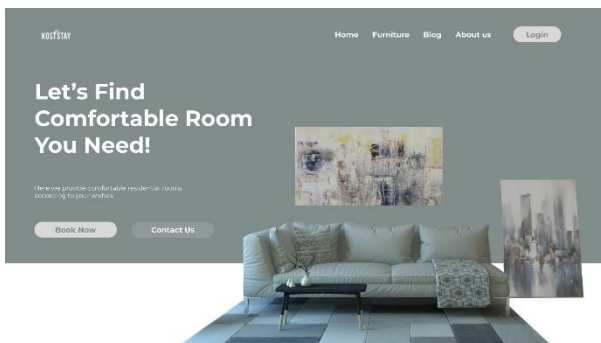 KOSTSTAY
Home Furniture Blog About us Login
Let's Find
Comfortable Room
You Need!
Here we provide comfortable residential rooms
according to your wishes.
Book Now Contact Us